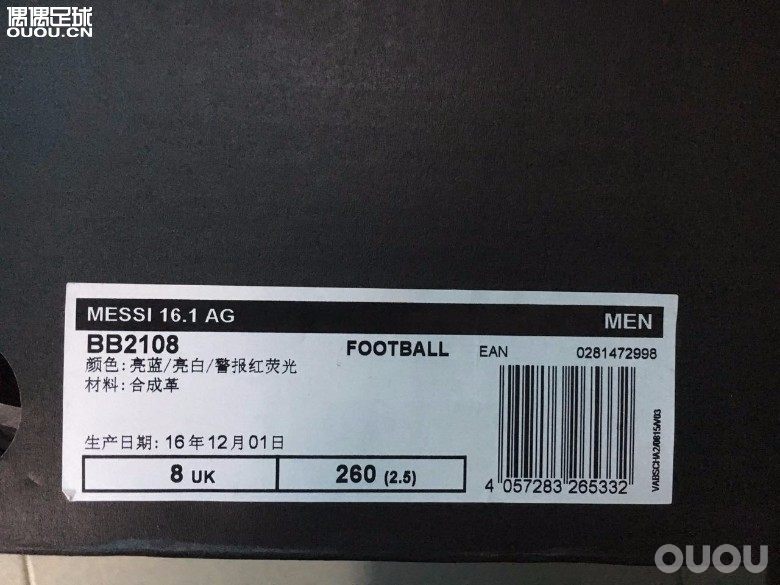 偶偶足球
OUOU.CN
MESSI 16.1 AG MEN
BB2108 FOOTBALL EAN 0281472998
颜色:亮蓝/亮白/警报红荧光
材料:合成革
生产日期: 16年12月01日
8 UK 260 (2.5)
4 057283 265332
OUOU